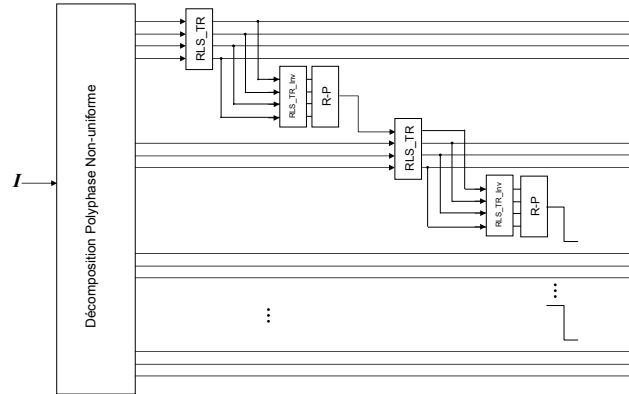 I
Décomposition Polyphase Non-uniforme
RLS_TR
RLS_TR_Inv
R-P
RLS_TR
RLS_TR_Inv
R-P
...
...